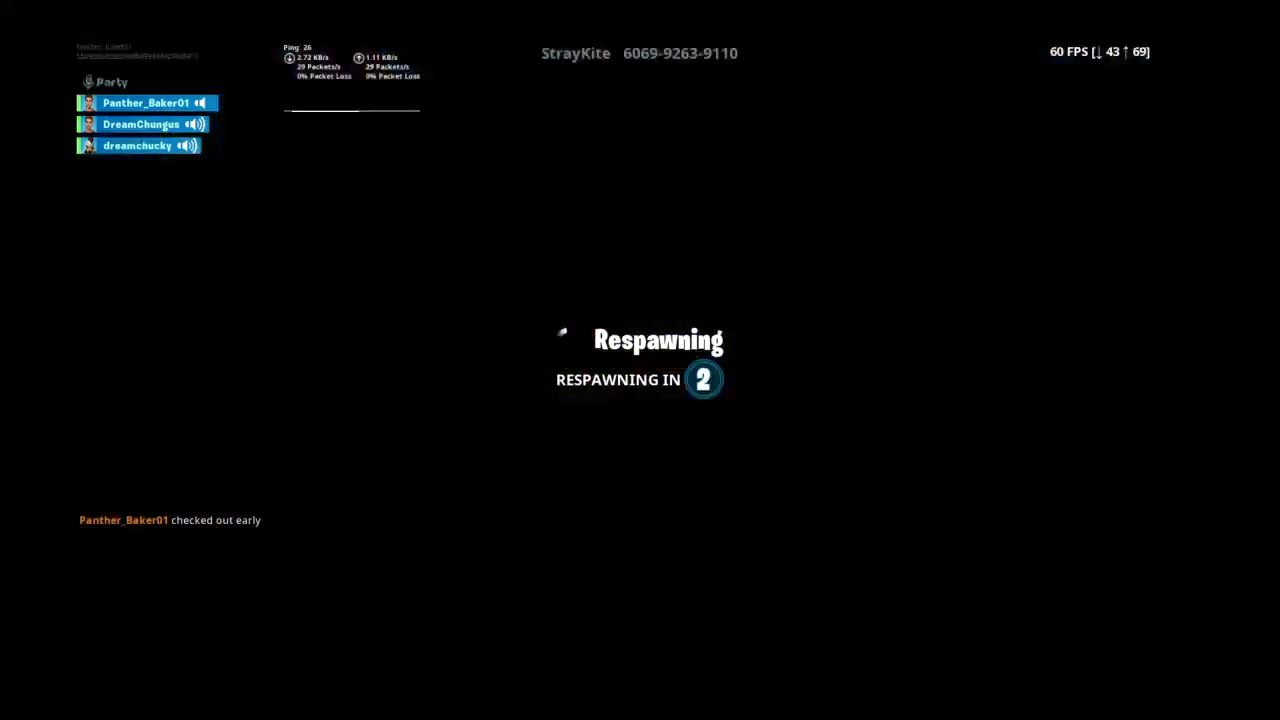 Ping: 26
2.72 KB/s 1.11 KB/s
29 Packets/s 29 Packets/s
0% Packet Loss 0% Packet Loss
StrayKite 6069-9263-9110
60 FPS [↓ 43 ↑ 69]
Party
Panther_Baker01
DreamChungus
dreamchucky
Respawning
RESPAWNING IN 2
Panther_Baker01 checked out early